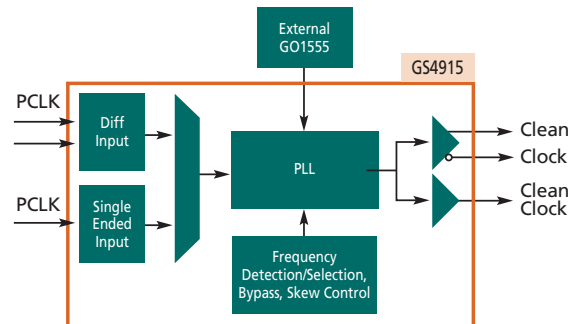 External
GO1555
GS4915
PCLK
Diff
Input
PCLK
Single
Ended
Input
PLL
Frequency
Detection/Selection,
Bypass, Skew Control
Clean
Clock
Clean
Clock